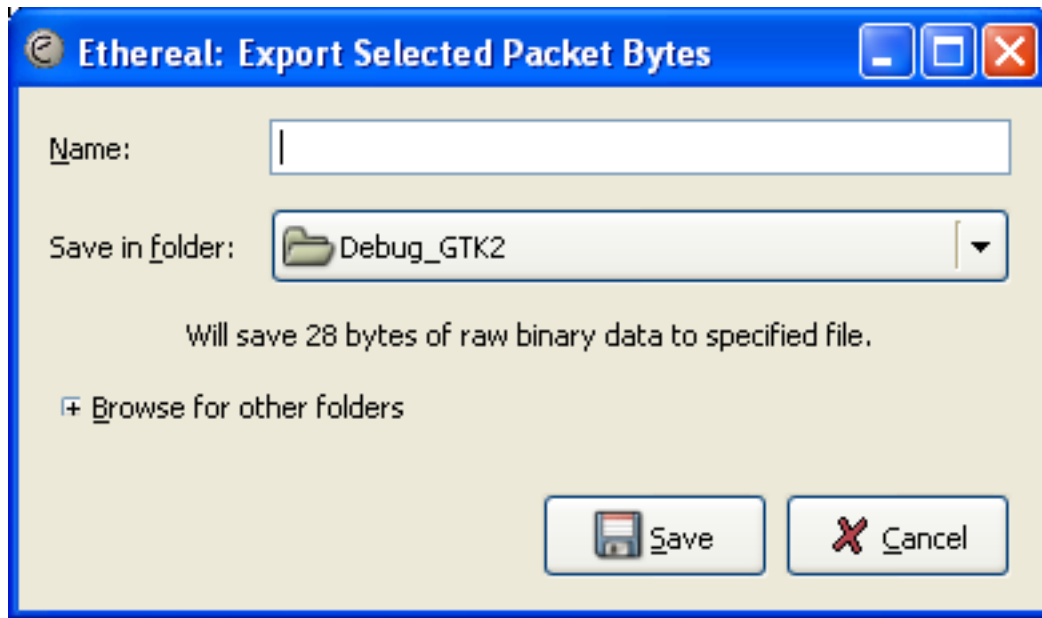 Ethereal: Export Selected Packet Bytes
Name:
Save in folder: Debug_GTK2
Will save 28 bytes of raw binary data to specified file.
Browse for other folders
Save Cancel